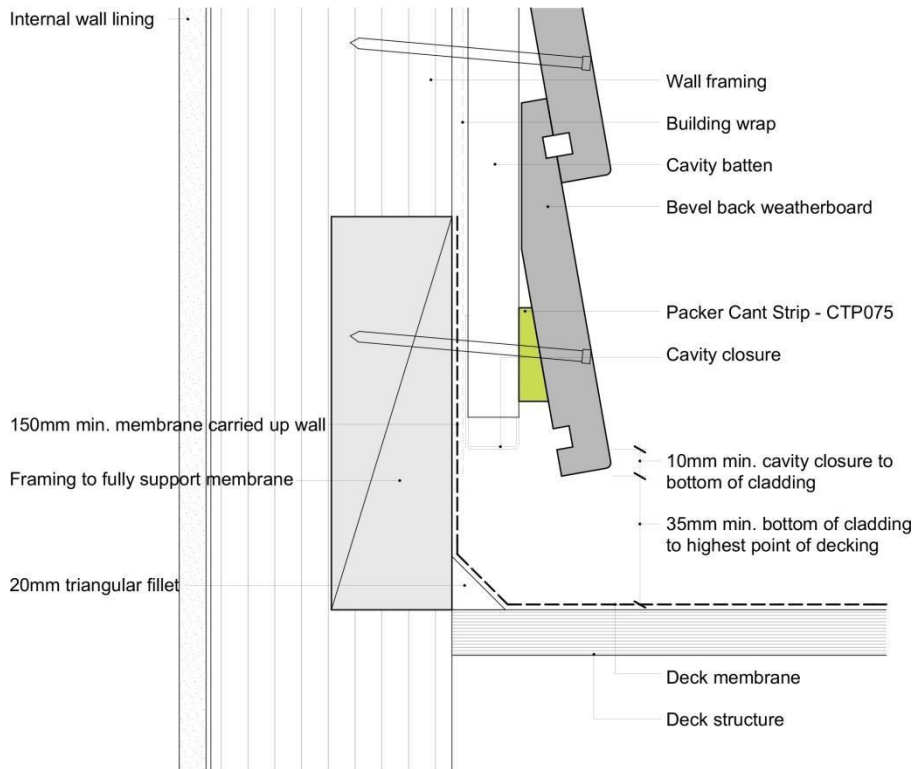 Internal wall lining
Wall framing
Building wrap
Cavity batten
Bevel back weatherboard
Packer Cant Strip - CTP075
Cavity closure
150mm min. membrane carried up wall
10mm min. cavity closure to
bottom of cladding
Framing to fully support membrane
35mm min. bottom of cladding
to highest point of decking
20mm triangular fillet
Deck membrane
Deck structure